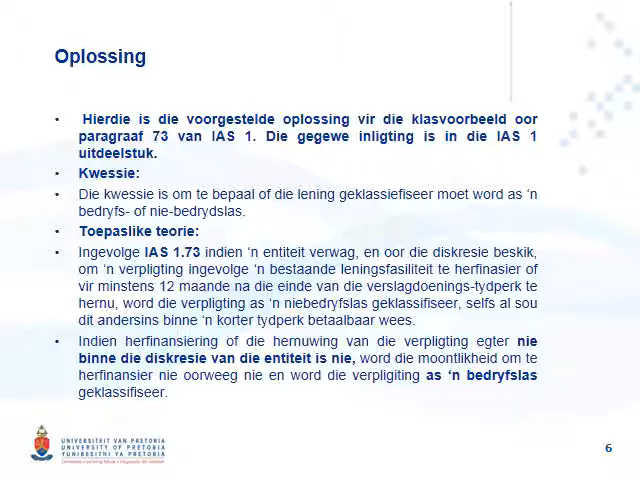 Oplossing
• Hierdie is die voorgestelde oplossing vir die klasvoorbeeld oor
paragraaf 73 van IAS 1. Die gegewe inligting is in die IAS 1
uitdeelstuk.
• Kwessie:
• Die kwessie is om te bepaal of die lening geklassiefiseer moet word as ‘n
bedryfs- of nie-bedrydslas.
• Toepaslike teorie:
• Ingevolge IAS 1.73 indien ‘n entiteit verwag, en oor die diskresie beskik,
om ‘n verpligting ingevolge ‘n bestaande leningsfasiliteit te herfinasier of
vir minstens 12 maande na die einde van die verslagdoenings-tydperk te
hernu, word die verpligting as ‘n niebedryfslas geklassifiseer, selfs al sou
dit andersins binne ‘n korter tydperk betaalbaar wees.
• Indien herfinansiering of die hernuwing van die verpligting egter nie
binne die diskresie van die entiteit is nie, word die moontlikheid om te
herfinansier nie oorweeg nie en word die verpligiting as ‘n bedryfslas
geklassifiseer.
UNIVERSITEIT VAN PRETORIA
UNIVERSITY OF PRETORIA
YUNIBESITHI YA PRETORIA
6